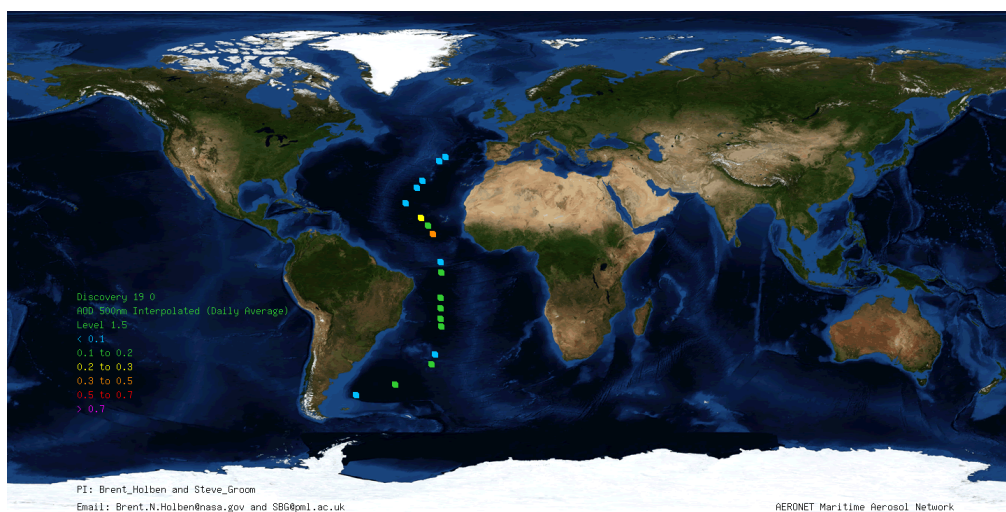 Discovery 19 0
AOD 500nm Interpolated (Daily Average)
Level 1.5
< 0.1
0.1 to 0.2
0.2 to 0.3
0.3 to 0.5
0.5 to 0.7
> 0.7
PI: Brent_Holben and Steve_Groom
Email: Brent.N.Holben@nasa.gov and SBG@pml.ac.uk
AERONET Maritime Aerosol Network